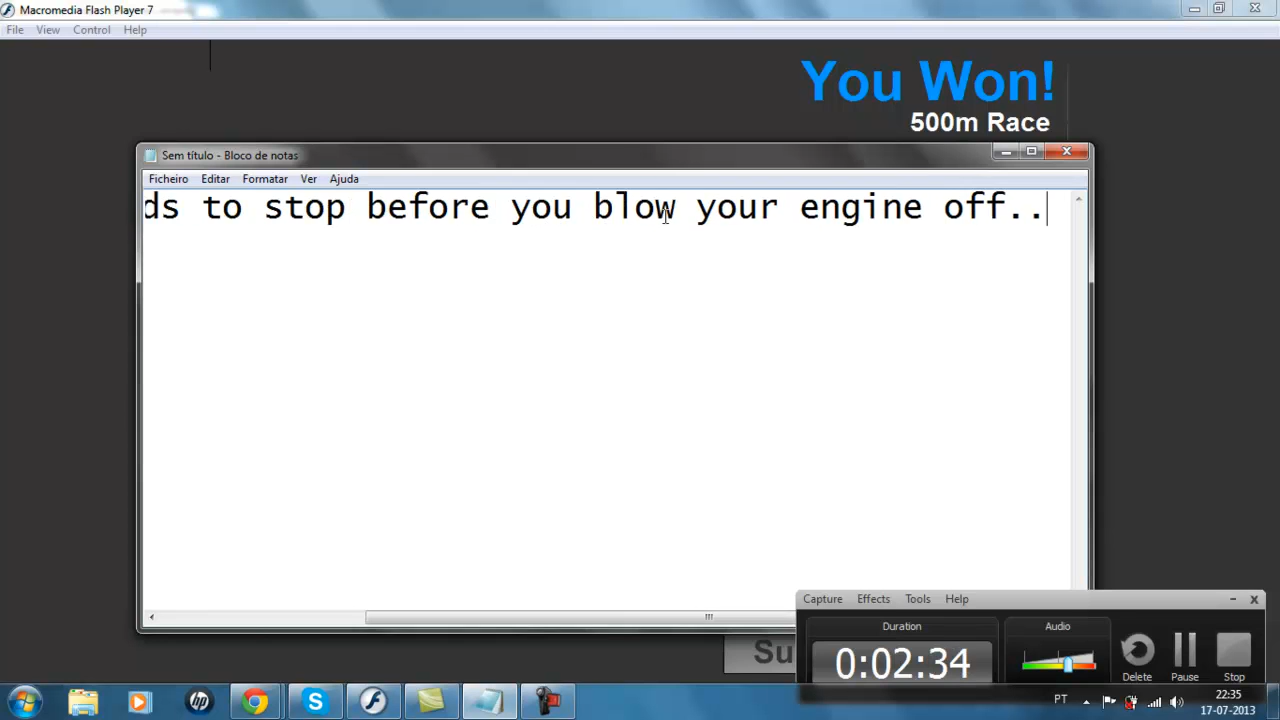 Macromedia Flash Player 7
File View Control Help
You Won!
500m Race
Sem título - Bloco de notas
Ficheiro Editar Formatar Ver Ajuda
ds to stop before you blow your engine off..
Su
Capture Effects Tools Help
Duration
Audio
0:02:34
Delete Pause Stop
hp
PT
22:35
17-07-2013